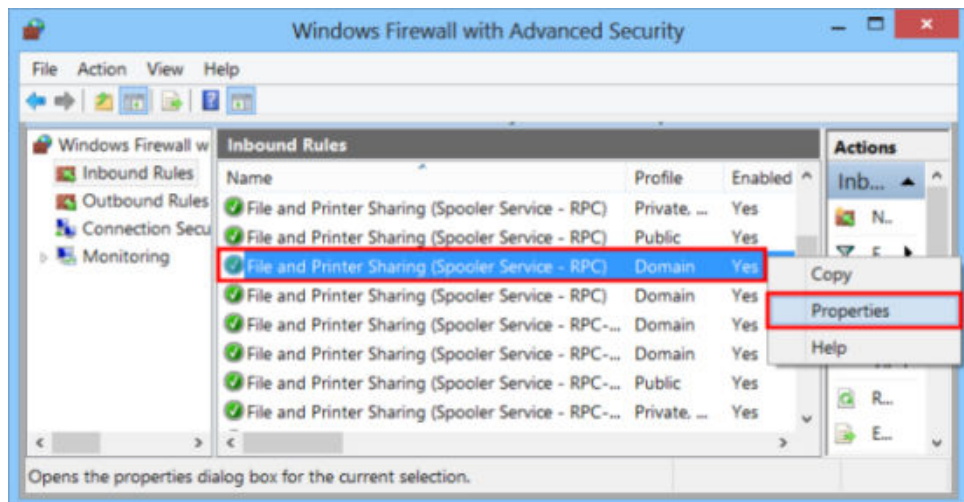 Windows Firewall with Advanced Security
File Action View Help
Windows Firewall w
Inbound Rules
Outbound Rules
Connection Secu
Monitoring
Inbound Rules
Name Profile Enabled
File and Printer Sharing (Spooler Service - RPC) Private, ... Yes
File and Printer Sharing (Spooler Service - RPC) Public Yes
File and Printer Sharing (Spooler Service - RPC) Domain Yes
File and Printer Sharing (Spooler Service - RPC) Domain Yes
File and Printer Sharing (Spooler Service - RPC-... Domain Yes
File and Printer Sharing (Spooler Service - RPC-... Domain Yes
File and Printer Sharing (Spooler Service - RPC-... Public Yes
File and Printer Sharing (Spooler Service - RPC-... Private, ... Yes
Actions
Inb...
N...
Copy
Properties
Help
R...
E...
Opens the properties dialog box for the current selection.